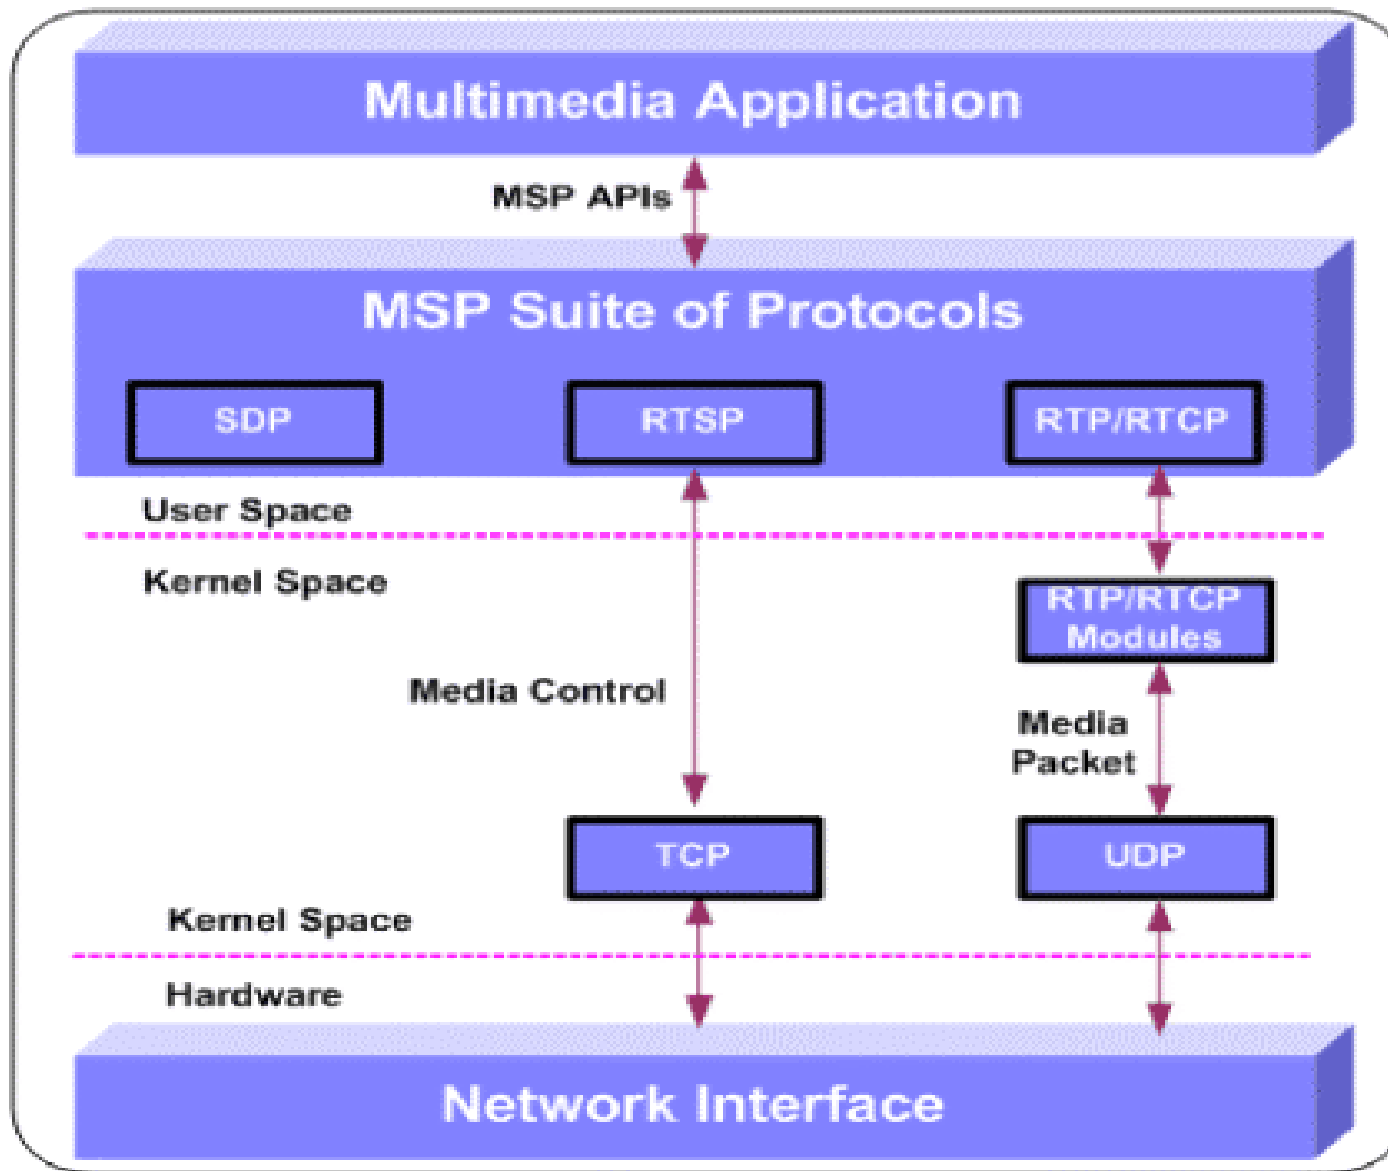 Multimedia Application
MSP APIs
MSP Suite of Protocols
SDP
RTSP
RTP/RTCP
User Space
Kernel Space
RTP/RTCP
Modules
Media Control
Media
Packet
TCP
UDP
Kernel Space
Hardware
Network Interface